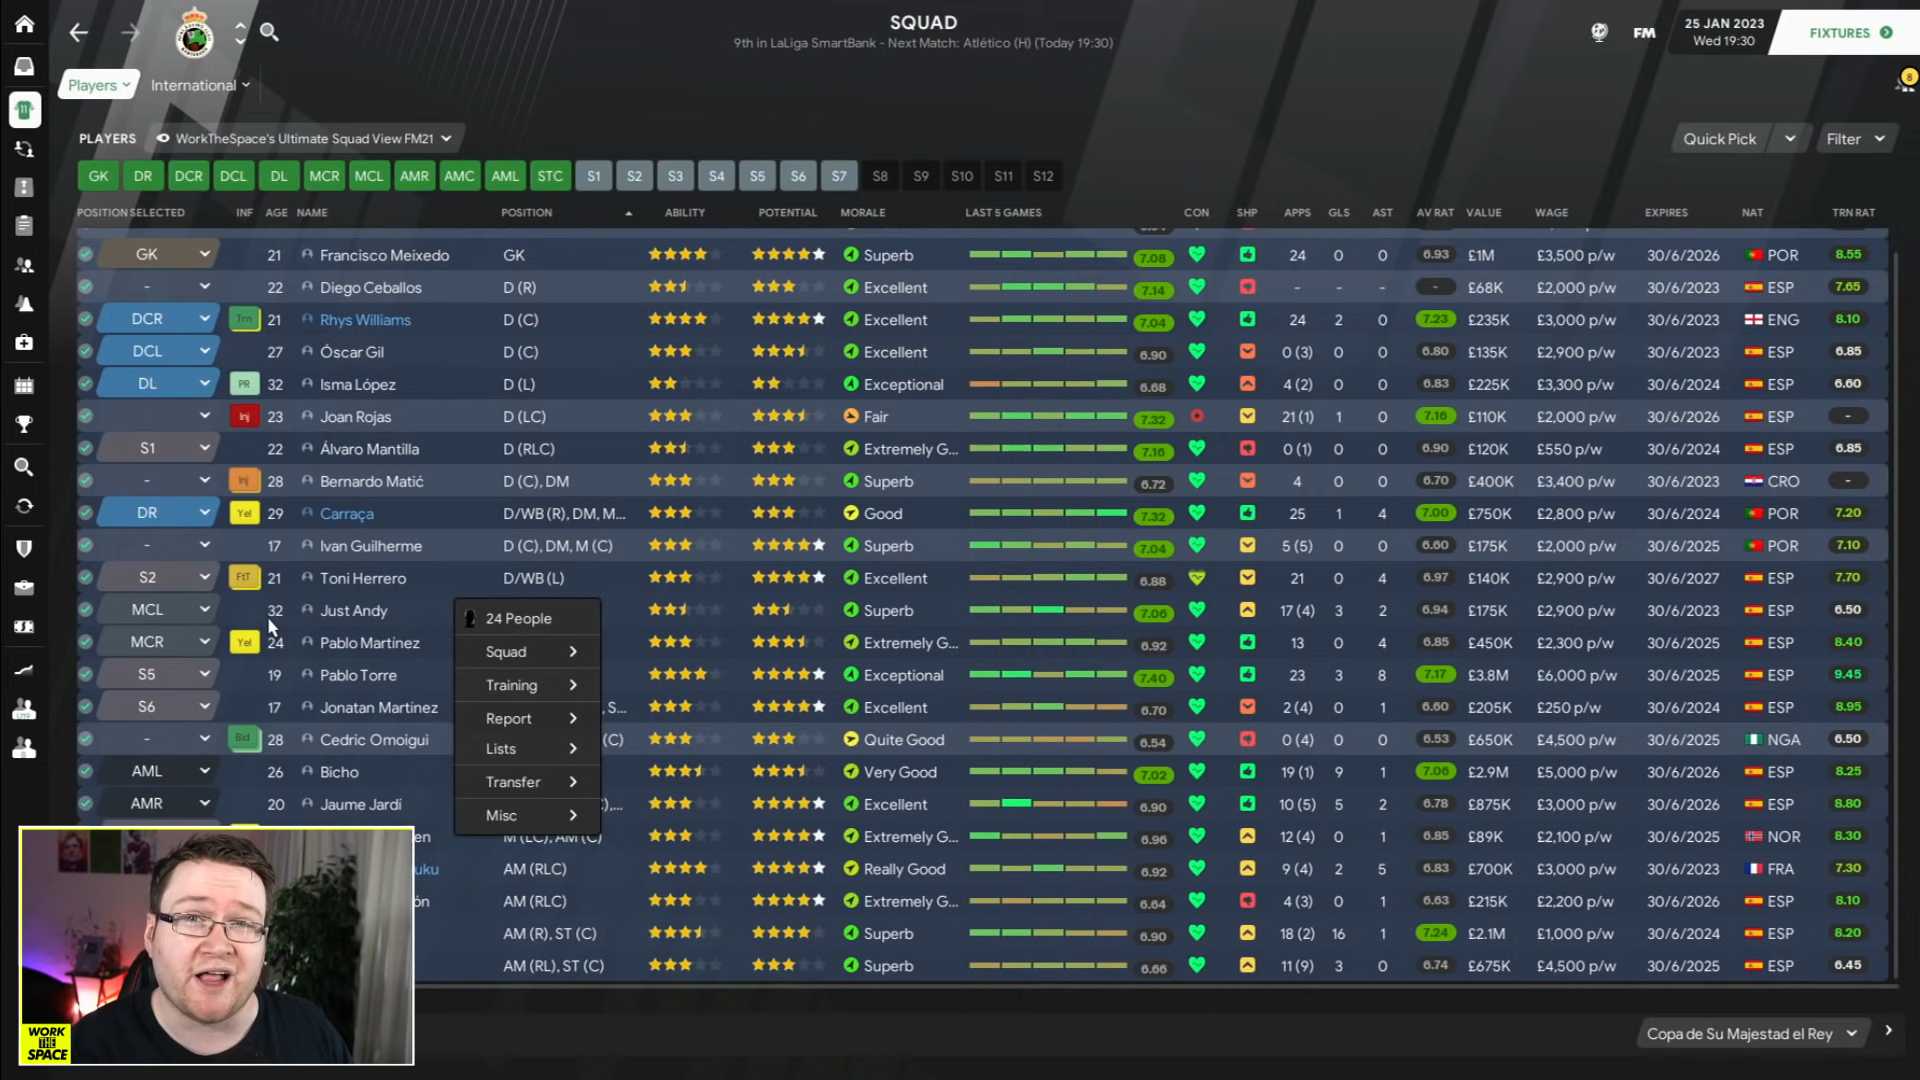 SQUAD
9th in LaLiga SmartBank - Next Match: Atlético (H) (Today 19:30)
FM
25 JAN 2023
Wed 19:30
FIXTURES
8
Players
International
PLAYERS WorkTheSpace's Ultimate Squad View FM21
Quick Pick Filter
GK DR DCR DCL DL MCR MCL AMR AMC AML STC S1 S2 S3 S4 S5 S6 S7 S8 S9 S10 S11 S12
POSITION SELECTED INF AGE NAME POSITION ABILITY POTENTIAL MORALE LAST 5 GAMES CON SHP APPS GLS AST AV RAT VALUE WAGE EXPIRES NAT TRN RAT
GK 21 Francisco Meixedo GK Superb 7.08 24 0 0 6.93 £1M £3,500 p/w 30/6/2026 POR 8.55
- 22 Diego Ceballos D (R) Excellent 7.14 - - - - £68K £2,000 p/w 30/6/2023 ESP 7.65
DCR Trn 21 Rhys Williams D (C) Excellent 7.04 24 2 0 7.23 £235K £3,000 p/w 30/6/2023 ENG 8.10
DCL 27 Óscar Gil D (C) Excellent 6.90 0 (3) 0 0 6.80 £135K £2,900 p/w 30/6/2023 ESP 6.85
DL PR 32 Isma López D (L) Exceptional 6.68 4 (2) 0 0 6.83 £225K £3,300 p/w 30/6/2024 ESP 6.60
Inj 23 Joan Rojas D (LC) Fair 7.32 21 (1) 1 0 7.16 £110K £2,000 p/w 30/6/2026 ESP -
S1 22 Álvaro Mantilla D (RLC) Extremely G... 7.16 0 (1) 0 0 6.90 £120K £550 p/w 30/6/2024 ESP 6.85
- Inj 28 Bernardo Matić D (C), DM Superb 6.72 4 0 0 6.70 £400K £3,400 p/w 30/6/2023 CRO -
DR Yel 29 Carraça D/WB (R), DM, M... Good 7.32 25 1 4 7.00 £750K £2,800 p/w 30/6/2024 POR 7.20
- 17 Ivan Guilherme D (C), DM, M (C) Superb 7.04 5 (5) 0 0 6.60 £175K £2,000 p/w 30/6/2025 POR 7.10
S2 FtT 21 Toni Herrero D/WB (L) Excellent 6.88 21 0 4 6.97 £140K £2,900 p/w 30/6/2027 ESP 7.70
MCL 32 Just Andy Superb 7.06 17 (4) 3 2 6.94 £175K £2,900 p/w 30/6/2023 ESP 6.50
MCR Yel 24 Pablo Martínez Extremely G... 6.92 13 0 4 6.85 £450K £2,300 p/w 30/6/2025 ESP 8.40
S5 19 Pablo Torre Exceptional 7.40 23 3 8 7.17 £3.8M £6,000 p/w 30/6/2025 ESP 9.45
S6 17 Jonatan Martínez , S... Excellent 6.70 2 (4) 0 1 6.60 £205K £250 p/w 30/6/2024 ESP 8.95
- Bid 28 Cedric Omoigui (C) Quite Good 6.54 0 (4) 0 0 6.53 £650K £4,500 p/w 30/6/2025 NGA 6.50
AML 26 Bicho Very Good 7.02 19 (1) 9 1 7.06 £2.9M £5,000 p/w 30/6/2025 ESP 8.25
AMR 20 Jaume Jardí ),... Excellent 6.90 10 (5) 5 2 6.78 £875K £3,000 p/w 30/6/2026 ESP 8.80
en M (LC), AM (C) Extremely G... 6.96 12 (4) 0 1 6.85 £89K £2,100 p/w 30/6/2025 NOR 8.30
uku AM (RLC) Really Good 6.92 9 (4) 2 5 6.83 £700K £3,000 p/w 30/6/2024 FRA 7.30
ón AM (RLC) Extremely G... 6.64 4 (3) 0 1 6.63 £215K £2,200 p/w 30/6/2026 ESP 8.10
AM (R), ST (C) Superb 6.90 18 (2) 16 1 7.24 £2.1M £1,000 p/w 30/6/2024 ESP 8.20
AM (RL), ST (C) Superb 6.66 11 (9) 3 0 6.74 £675K £4,500 p/w 30/6/2025 ESP 6.45
24 People
Squad
Training
Report
Lists
Transfer
Misc
WORK
THE
SPACE
Copa de Su Majestad el Rey